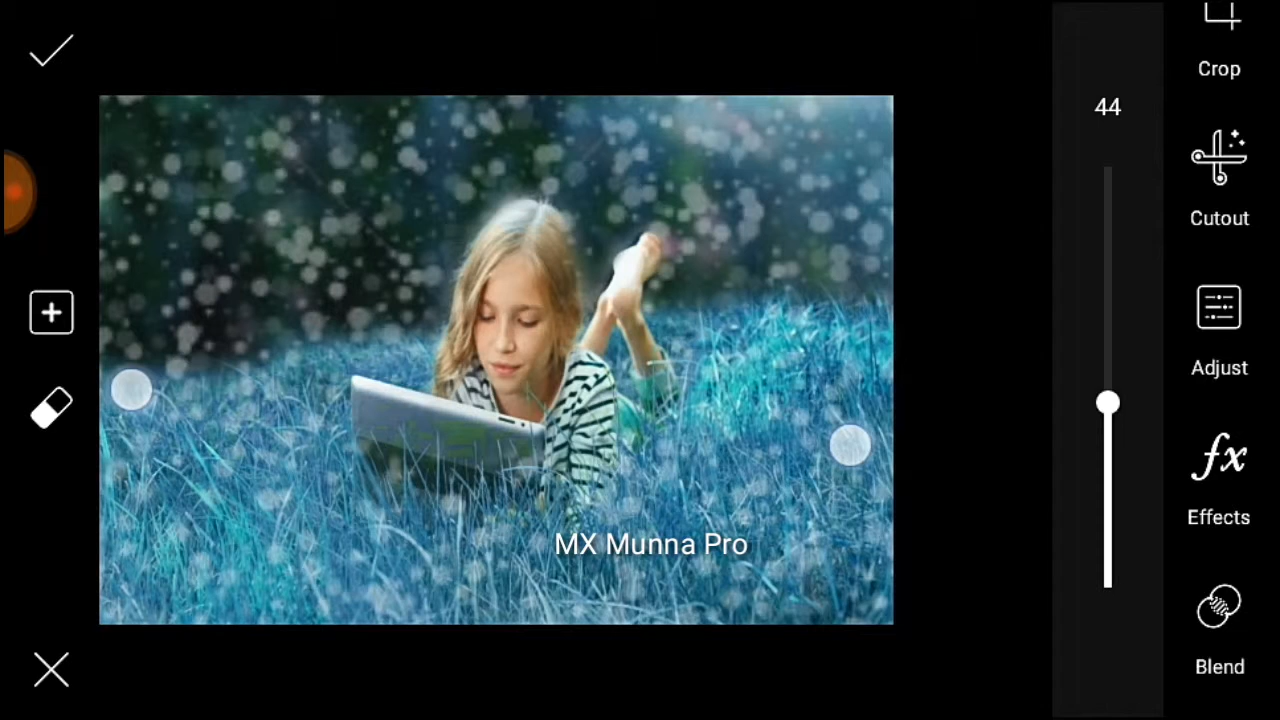 44
Crop
Cutout
Adjust
fx
Effects
Blend
MX Munna Pro